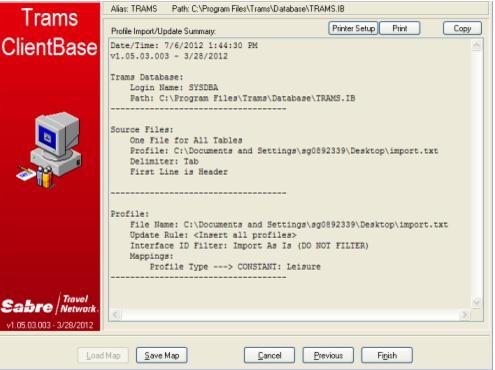 Trams
ClientBase
Sabre Travel Network.
v1.05.03.003 - 3/28/2012
Alias: TRAMS Path: C:\Program Files\Trams\Database\TRAMS.IB
Profile Import/Update Summary:
Printer Setup
Print
Copy
Date/Time: 7/6/2012 1:44:30 PM
v1.05.03.003 - 3/28/2012
Trams Database:
Login Name: SYSDBA
Path: C:\Program Files\Trams\Database\TRAMS.IB
-----------------------------------
Source Files:
One File for All Tables
Profile: C:\Documents and Settings\sg0892339\Desktop\import.txt
Delimiter: Tab
First Line is Header
-----------------------------------
Profile:
File Name: C:\Documents and Settings\sg0892339\Desktop\import.txt
Update Rule: <Insert all profiles>
Interface ID Filter: Import As Is (DO NOT FILTER)
Mappings:
Profile Type ---> CONSTANT: Leisure
-----------------------------------
Load Map
Save Map
Cancel
Previous
Finish